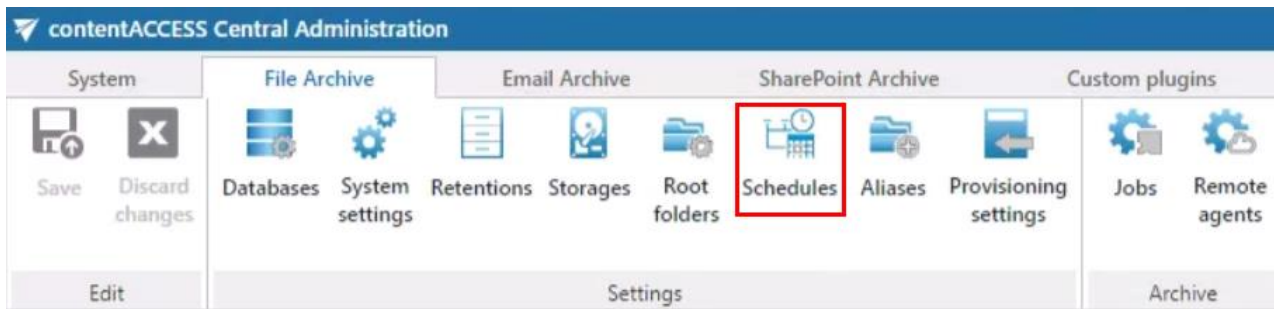 contentACCESS Central Administration
System File Archive Email Archive SharePoint Archive Custom plugins
Save Discard changes Databases System settings Retentions Storages Root folders Schedules Aliases Provisioning settings Jobs Remote agents
Edit Settings Archive